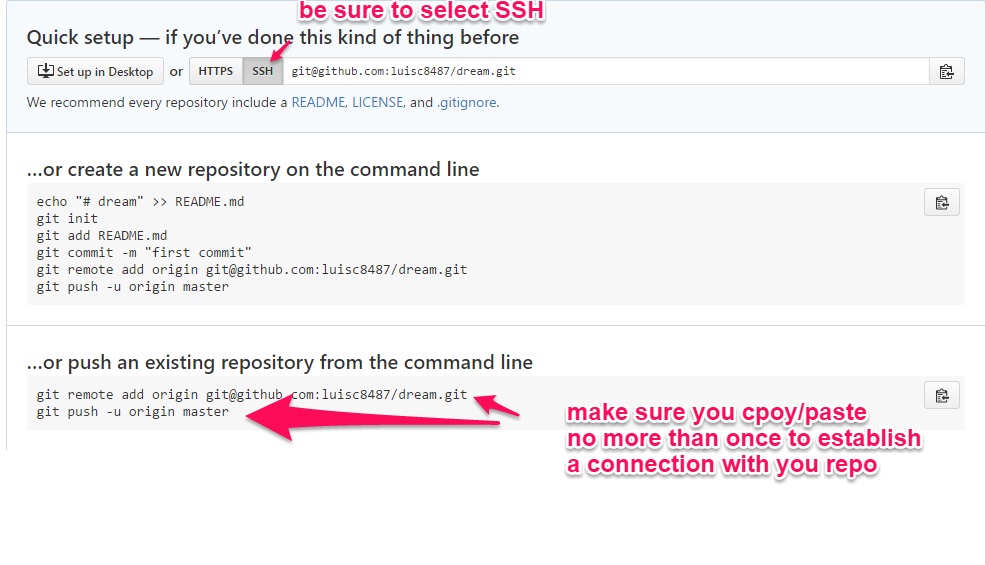 be sure to select SSH
Quick setup — if you've done this kind of thing before
Set up in Desktop or HTTPS SSH git@github.com:luisc8487/dream.git
We recommend every repository include a README, LICENSE, and .gitignore.
…or create a new repository on the command line
echo "# dream" >> README.md
git init
git add README.md
git commit -m "first commit"
git remote add origin git@github.com:luisc8487/dream.git
git push -u origin master
…or push an existing repository from the command line
git remote add origin git@github.com:luisc8487/dream.git
git push -u origin master
make sure you cpoy/paste
no more than once to establish
a connection with you repo